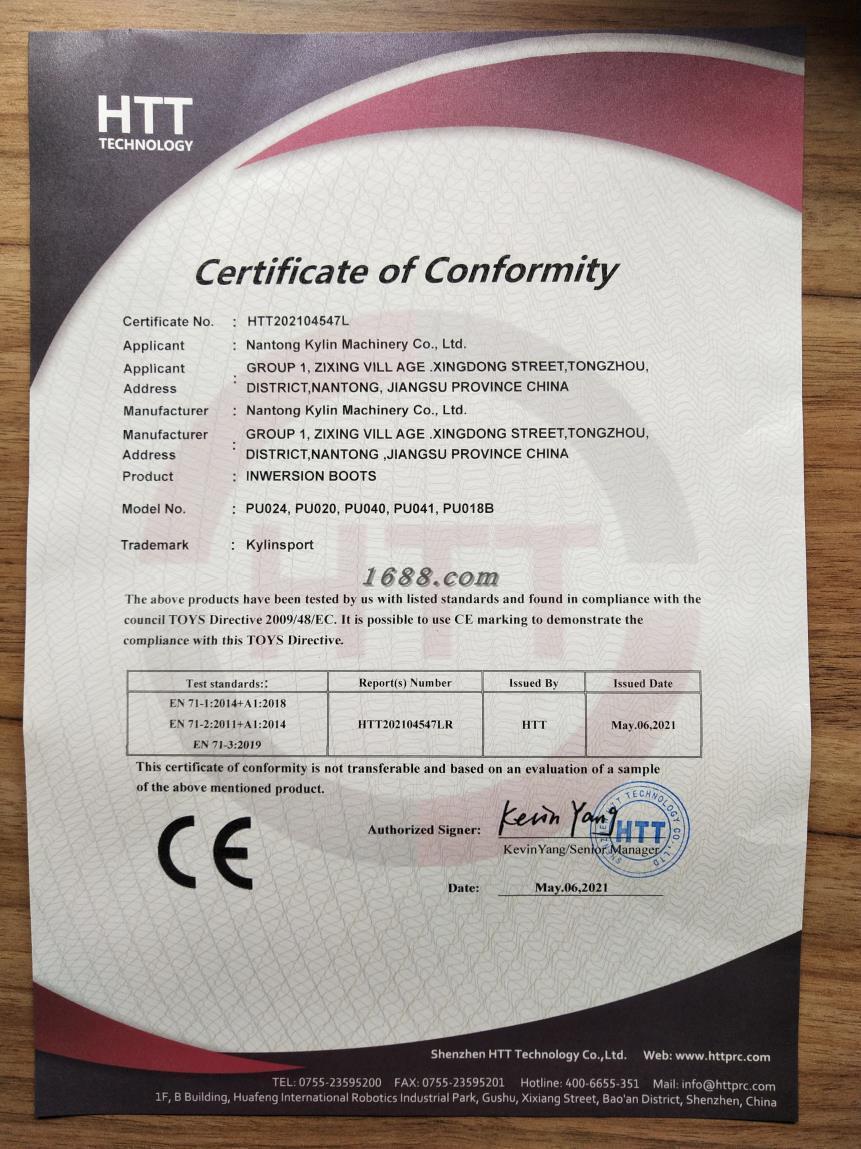 HTT
TECHNOLOGY
Certificate of Conformity
Certificate No. : HTT202104547L
Applicant : Nantong Kylin Machinery Co., Ltd.
Applicant Address : GROUP 1, ZIXING VILL AGE .XINGDONG STREET,TONGZHOU,
DISTRICT,NANTONG, JIANGSU PROVINCE CHINA
Manufacturer : Nantong Kylin Machinery Co., Ltd.
Manufacturer Address : GROUP 1, ZIXING VILL AGE .XINGDONG STREET,TONGZHOU,
DISTRICT,NANTONG ,JIANGSU PROVINCE CHINA
Product : INWERSION BOOTS
Model No. : PU024, PU020, PU040, PU041, PU018B
Trademark : Kylinsport
HTT
1688.com
The above products have been tested by us with listed standards and found in compliance with the
council TOYS Directive 2009/48/EC. It is possible to use CE marking to demonstrate the
compliance with this TOYS Directive.
Test standards:: Report(s) Number Issued By Issued Date
EN 71-1:2014+A1:2018
EN 71-2:2011+A1:2014 HTT202104547LR HTT May.06,2021
EN 71-3:2019
This certificate of conformity is not transferable and based on an evaluation of a sample
of the above mentioned product.
CE
Authorized Signer: Kevin Yang
KevinYang/Senior Manager
SHENZHEN HTT TECHNOLOGY CO.,LTD
HTT
Date: May.06,2021
Shenzhen HTT Technology Co.,Ltd. Web: www.httprc.com
TEL: 0755-23595200 FAX: 0755-23595201 Hotline: 400-6655-351 Mail: info@httprc.com
1F, B Building, Huafeng International Robotics Industrial Park, Gushu, Xixiang Street, Bao'an District, Shenzhen, China